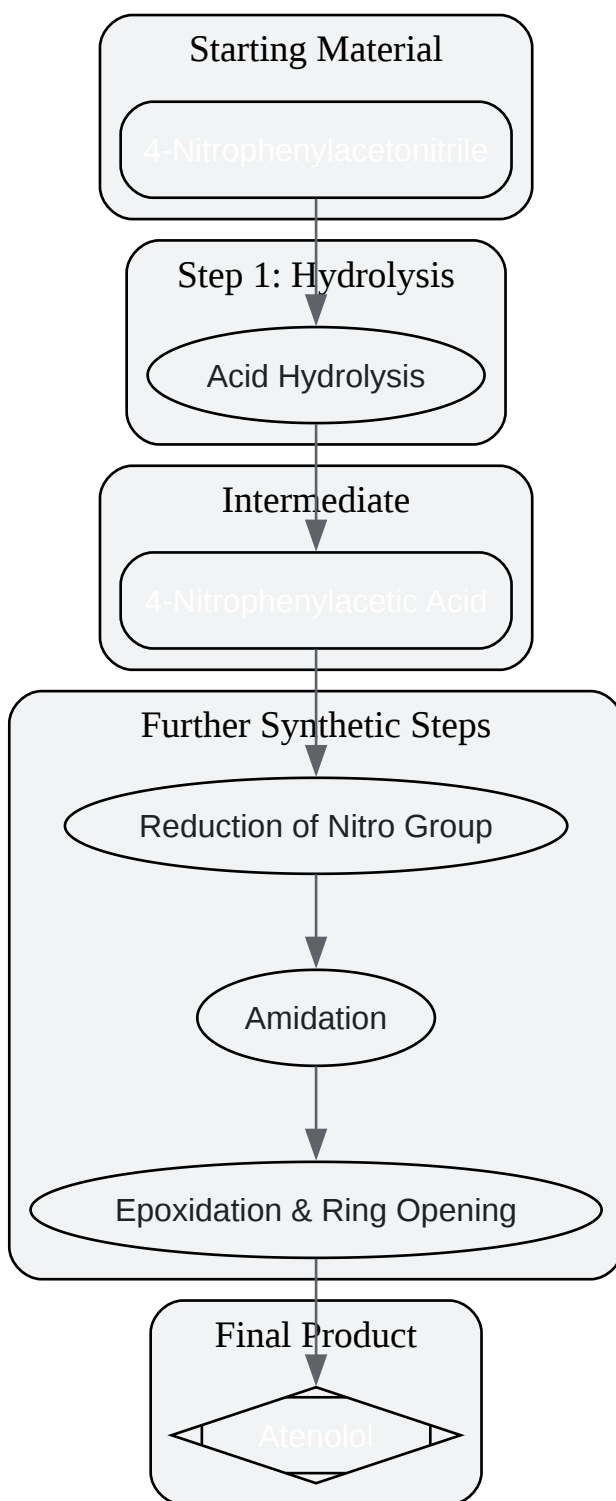 Starting Material
4-Nitrophenylacetonitrile
Step 1: Hydrolysis
Acid Hydrolysis
Intermediate
4-Nitrophenylacetic Acid
Further Synthetic Steps
Reduction of Nitro Group
Amidation
Epoxidation & Ring Opening
Final Product
Atenolol